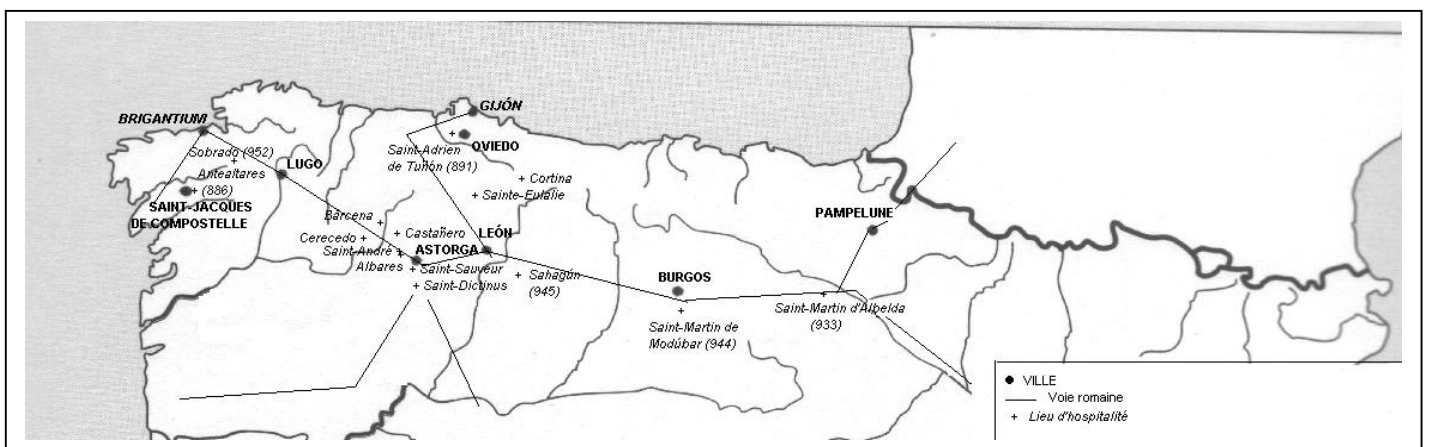 GIJÓN
BRIGANTIUM
OVIEDO
Sobrado (952)
LUGO
Saint-Adrien
de Tuñón (891)
Antealtares
(886)
Cortina
Sainte-Eulalie
SAINT-JACQUES
DE COMPOSTELLE
Bárcena
PAMPELUNE
Castañero
LEÓN
Cerecedo
Saint-André
ASTORGA
Albares
Saint-Sauveur
Saint-Dictinus
Sahagún
(945)
BURGOS
Saint-Martin d'Albelda
(933)
Saint-Martin de
Modúbar (944)
VILLE
Voie romaine
Lieu d'hospitalité